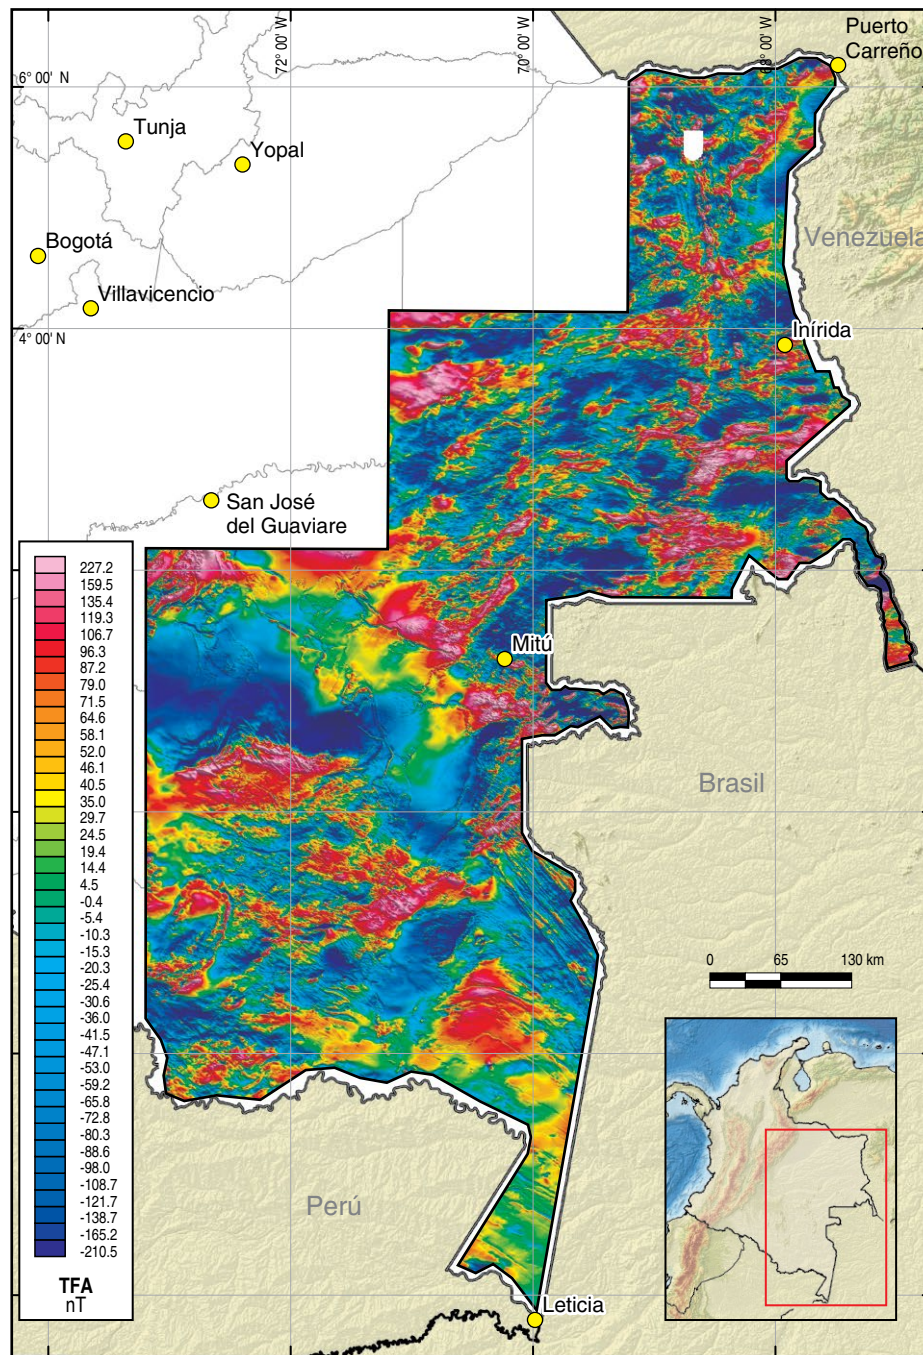 72° 00' W
70° 00' W
68° 00' W
Puerto
Carreño
6° 00' N
Tunja
Yopal
Bogotá
Venezuela
Villavicencio
4° 00' N
Inírida
San José
del Guaviare
Mitú
Brasil
227.2
159.5
135.4
119.3
106.7
96.3
87.2
79.0
71.5
64.6
58.1
52.0
46.1
40.5
35.0
29.7
24.5
19.4
14.4
4.5
-0.4
-5.4
-10.3
-15.3
-20.3
-25.4
-30.6
-36.0
-41.5
-47.1
-53.0
-59.2
-65.8
-72.8
-80.3
-88.6
-98.0
-108.7
-121.7
-138.7
-165.2
-210.5
TFA
nT
0 65 130 km
Perú
Leticia